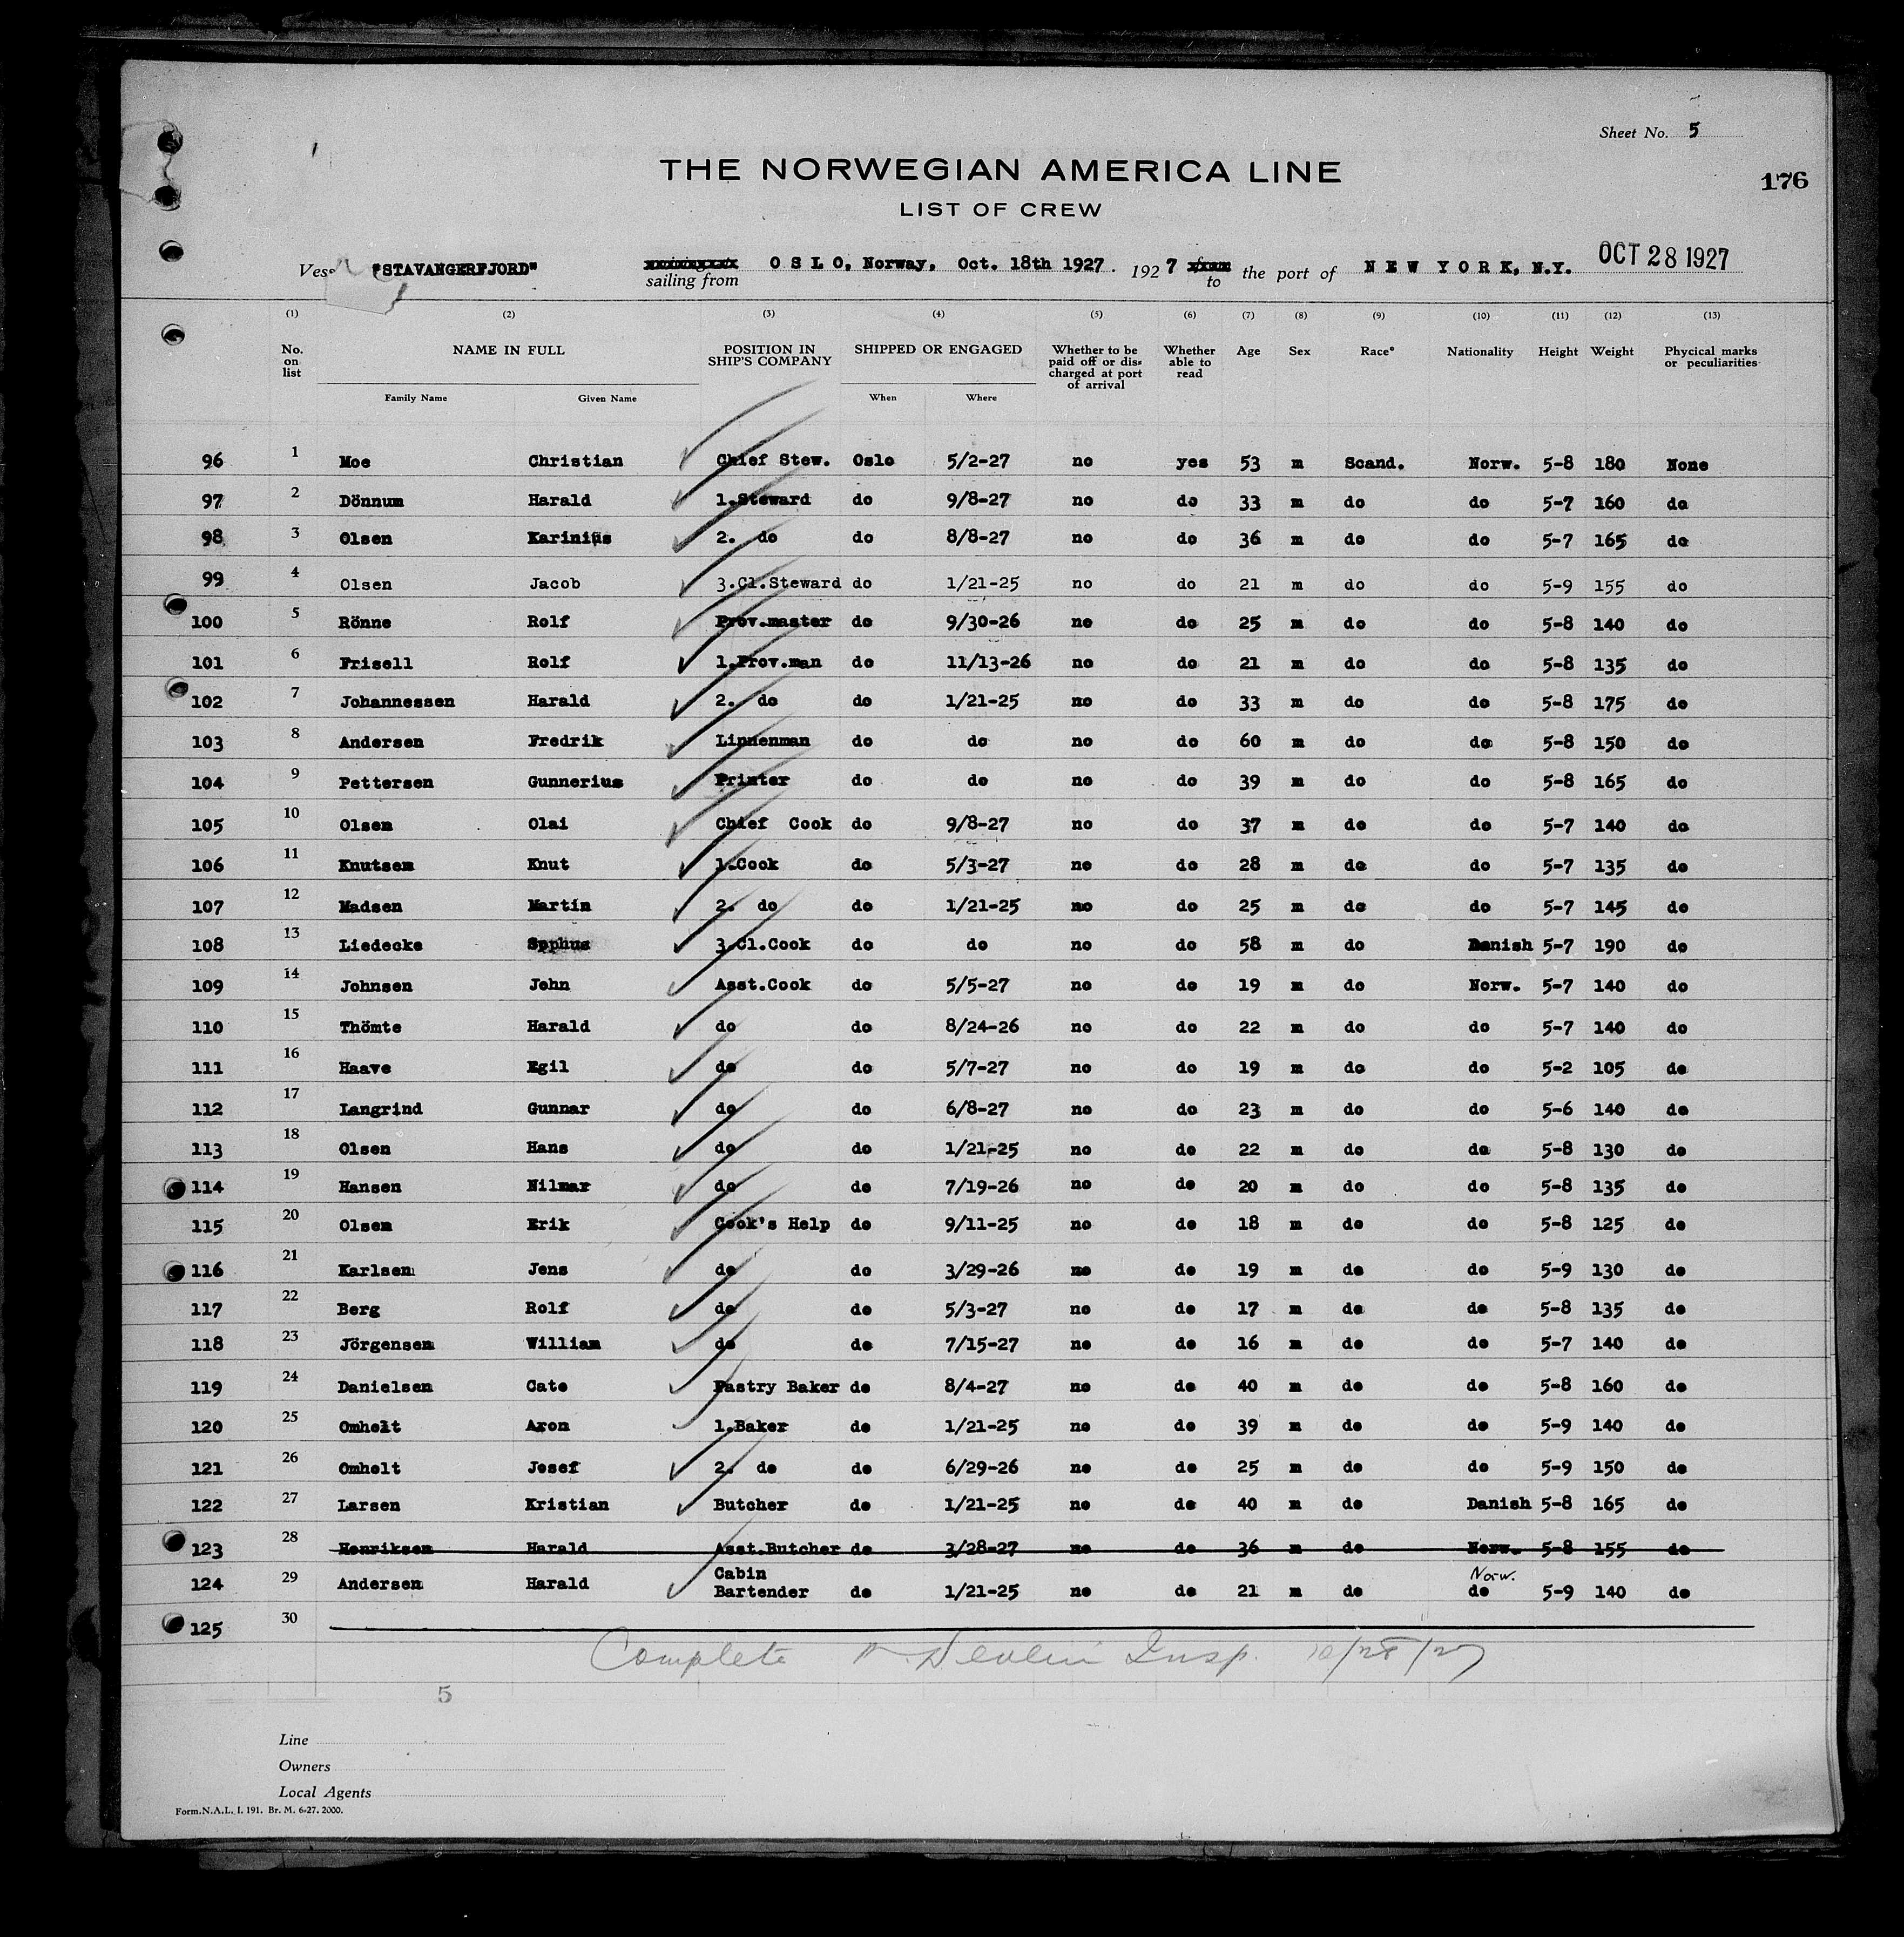 Sheet No. 5
THE NORWEGIAN AMERICA LINE
176
LIST OF CREW
"STAVANGERFJORD" sailing from OSLO, Norway, Oct. 18th 1927. 1927 to the port of NEW YORK, N.Y. OCT 28 1927
(1) (2) (3) (4) (5) (6) (7) (8) (9) (10) (11) (12) (13)
No. on list NAME IN FULL POSITION IN SHIP'S COMPANY SHIPPED OR ENGAGED Whether to be paid off or dis-charged at port of arrival Whether able to read Age Sex Race* Nationality Height Weight Phycical marks or peculiarities
Family Name Given Name When Where
96 1 Moe Christian Chief Stew. Oslo 5/2-27 no yes 53 m Scand. Norw. 5-8 180 None
97 2 Dönnum Harald 1.Steward do 9/8-27 no do 33 m do do 5-7 160 do
98 3 Olsen Karinius 2. do do 8/8-27 no do 36 m do do 5-7 165 do
99 4 Olsen Jacob 3.Cl.Steward do 1/21-25 no do 21 m do do 5-9 155 do
100 5 Rönne Rolf Prov.master do 9/30-26 no do 25 m do do 5-8 140 do
101 6 Frisell Rolf 1.Prov.man do 11/13-26 no do 21 m do do 5-8 135 do
102 7 Johannessen Harald 2. do do 1/21-25 no do 33 m do do 5-8 175 do
103 8 Andersen Fredrik Linnenman do do no do 60 m do do 5-8 150 do
104 9 Pettersen Gunnerius Printer do do no do 39 m do do 5-8 165 do
105 10 Olsen Olai Chief Cook do 9/8-27 no do 37 m do do 5-7 140 do
106 11 Knutsen Knut 1.Cook do 5/3-27 no do 28 m do do 5-7 135 do
107 12 Madsen Martin 2. do do 1/21-25 no do 25 m do do 5-7 145 do
108 13 Liedecke Sophus 3.Cl.Cook do do no do 58 m do Danish 5-7 190 do
109 14 Johnsen John Asst.Cook do 5/5-27 no do 19 m do Norw. 5-7 140 do
110 15 Thömte Harald do do 8/24-26 no do 22 m do do 5-7 140 do
111 16 Haave Egil do do 5/7-27 no do 19 m do do 5-2 105 do
112 17 Langrind Gunnar do do 6/8-27 no do 23 m do do 5-6 140 do
113 18 Olsen Hans do do 1/21-25 no do 22 m do do 5-8 130 do
114 19 Hansen Hilmar do do 7/19-26 no do 20 m do do 5-8 135 do
115 20 Olsen Erik Cook's Help do 9/11-25 no do 18 m do do 5-8 125 do
116 21 Karlsen Jens do do 3/29-26 no do 19 m do do 5-9 130 do
117 22 Berg Rolf do do 5/3-27 no do 17 m do do 5-8 135 do
118 23 Jörgensen William do do 7/15-27 no do 16 m do do 5-7 140 do
119 24 Danielsen Cato Pastry Baker do 8/4-27 no do 40 m do do 5-8 160 do
120 25 Omholt Aron 1.Baker do 1/21-25 no do 39 m do do 5-9 140 do
121 26 Omholt Josef 2. do do 6/29-26 no do 25 m do do 5-9 150 do
122 27 Larsen Kristian Butcher do 1/21-25 no do 40 m do Danish 5-8 165 do
123 28 Henriksen Harald Asst.Butcher do 3/28-27 no do 36 m do Norw. 5-8 155 do
124 29 Andersen Harald Cabin Bartender do 1/21-25 no do 21 m do Norw. do 5-9 140 do
125 30
Complete Devlin Insp. 10/28/27
5
Line
Owners
Local Agents
Form.N.A.L. I. 191. Br. M. 6-27. 2000.